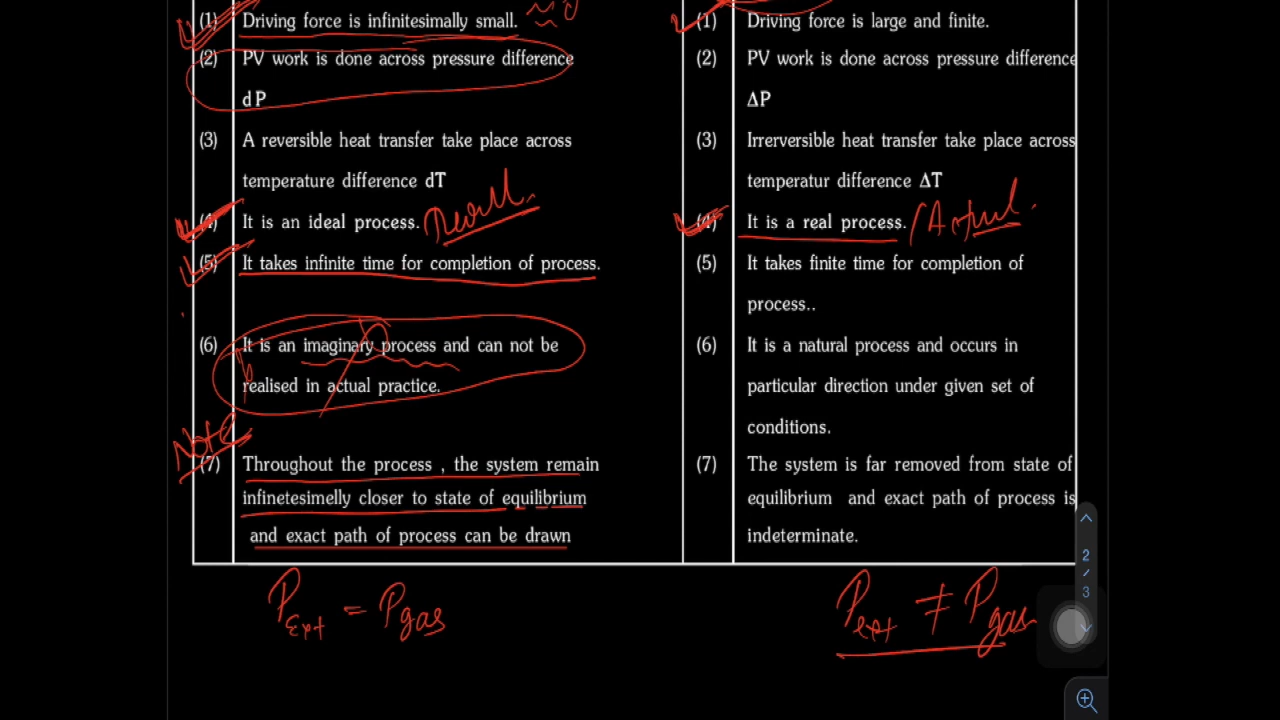 (1) Driving force is infinitesimally small.
(2) PV work is done across pressure difference
dP
(3) A reversible heat transfer take place across
temperature difference dT
(4) It is an ideal process.
(5) It takes infinite time for completion of process.
(6) It is an imaginary process and can not be
realised in actual practice.
Note
(7) Throughout the process , the system remain
infinetesimelly closer to state of equilibrium
and exact path of process can be drawn
P Ext = P gas
(1) Driving force is large and finite.
(2) PV work is done across pressure difference
ΔP
(3) Irrerversible heat transfer take place across
temperatur difference ΔT
(4) It is a real process. /Actual.
(5) It takes finite time for completion of
process..
(6) It is a natural process and occurs in
particular direction under given set of
conditions.
(7) The system is far removed from state of
equilibrium and exact path of process is
indeterminate.
P ext ≠ P gas
2
/
3